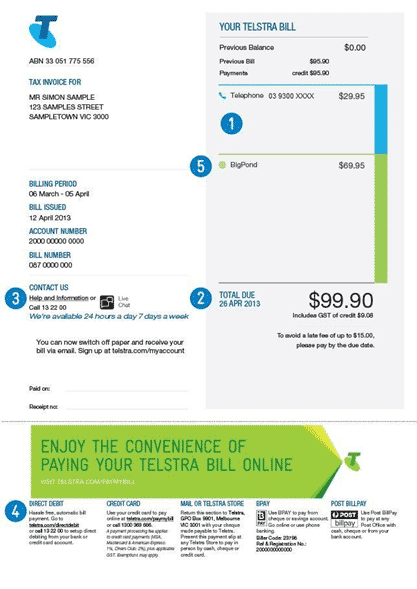 ABN 33 051 775 556
TAX INVOICE FOR
MR SIMON SAMPLE
123 SAMPLES STREET
SAMPLETOWN VIC 3000
YOUR TELSTRA BILL
Previous Balance $0.00
Previous Bill $95.90
Payments credit $95.90
Telephone 03 9300 XXXX $29.95
1
5
BigPond $69.95
BILLING PERIOD
06 March - 05 April
BILL ISSUED
12 April 2013
ACCOUNT NUMBER
2000 00000 0000
BILL NUMBER
087 0000 000
CONTACT US
3
Help and Information or Live Chat
Call 13 22 00
We're available 24 hours a day 7 days a week
2
TOTAL DUE
26 APR 2013
$99.90
Includes GST of credit $9.08
To avoid a late fee of up to $15.00,
please pay by the due date.
You can now switch off paper and receive your
bill via email. Sign up at telstra.com/myaccount
Paid on:
Receipt no:
ENJOY THE CONVENIENCE OF
PAYING YOUR TELSTRA BILL ONLINE
VISIT TELSTRA.COM/PAYMYBILL
4
DIRECT DEBIT
Hassle free, automatic bill
payment. Go to
telstra.com/directdebit
or call 13 22 00 to setup direct
debiting from your bank or
credit card account.
CREDIT CARD
Use your credit card to pay
online at telstra.com/paymybill
or call 1300 369 666.
A payment processing fee applies
to credit card payments (VISA,
Mastercard & American Express
1%, Diners Club 2%), plus applicable
GST. Exemptions may apply.
MAIL OR TELSTRA STORE
Return this section to Telstra,
GPO Box 9901, Melbourne
VIC 3001 with your cheque
made payable to Telstra.
Present this payment slip at
any Telstra Store to pay in
person by cash, cheque or
credit card.
BPAY
B
PAY
Use BPAY to pay from
cheque or savings account.
Go online or use phone
banking.
Biller Code: 23796
Ref & Registration No.:
2000000000000
POST BILLPAY
POST
billpay
Use Post BillPay
to pay at any
Post Office with
cash, cheque or from your
bank account.